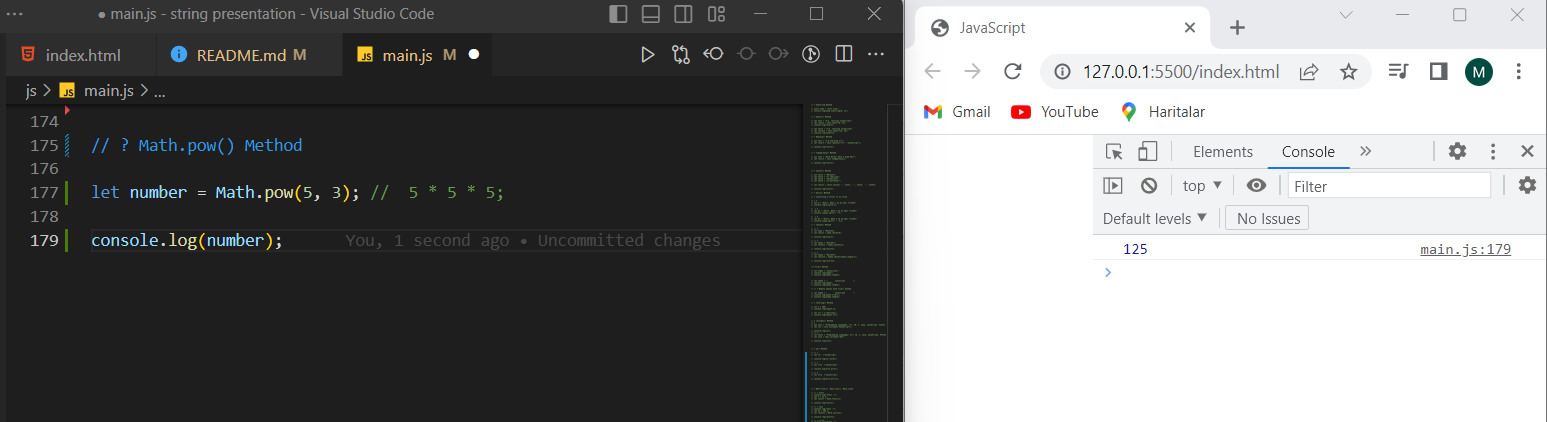 ● main.js - string presentation - Visual Studio Code
index.html
README.md M
main.js M
js > main.js > ...
174
175 // ? Math.pow() Method
176
177 let number = Math.pow(5, 3); //  5 * 5 * 5;
178
179 console.log(number); You, 1 second ago • Uncommitted changes
JavaScript
127.0.0.1:5500/index.html
M
Gmail YouTube Haritalar
Elements Console
top
Filter
Default levels No Issues
125 main.js:179